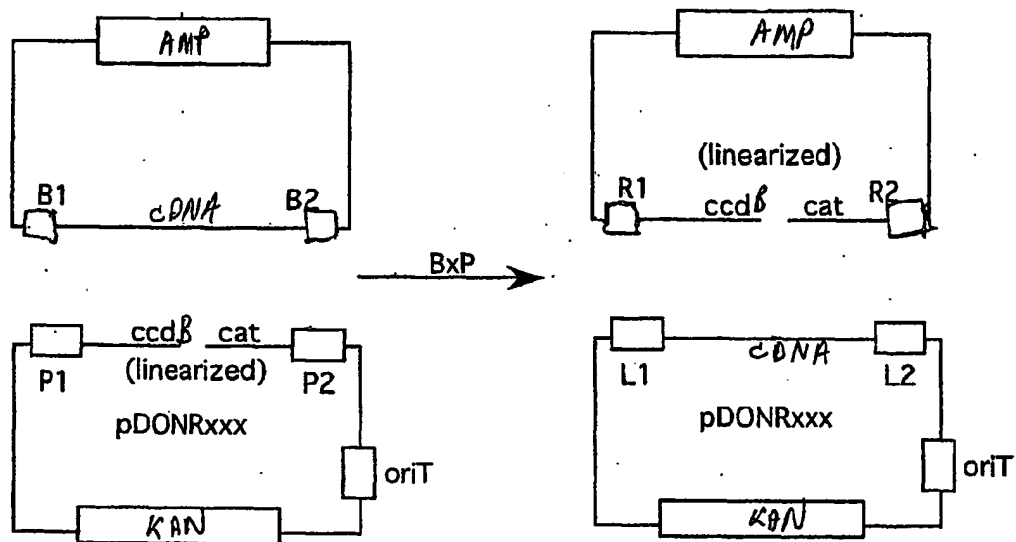 AMP
B1
cDNA
B2
BxP
AMP
(linearized)
R1
ccdB
cat
R2
P1
ccdB
cat
P2
(linearized)
pDONRxxx
oriT
KAN
L1
cDNA
L2
pDONRxxx
oriT
KAN